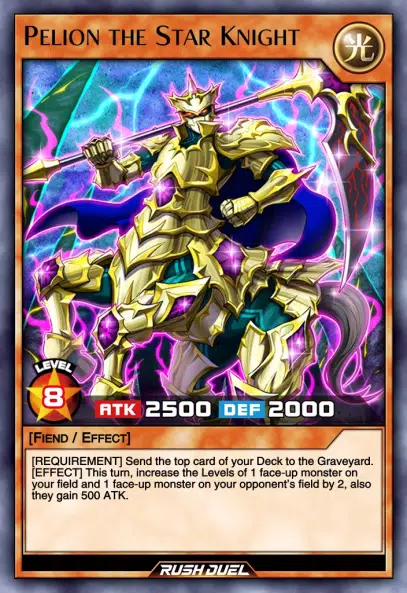 PELION THE STAR KNIGHT
光
LEVEL
8
ATK 2500 DEF 2000
[FIEND / EFFECT]
[REQUIREMENT] Send the top card of your Deck to the Graveyard.
[EFFECT] This turn, increase the Levels of 1 face-up monster on
your field and 1 face-up monster on your opponent's field by 2, also
they gain 500 ATK.
RUSH DUEL